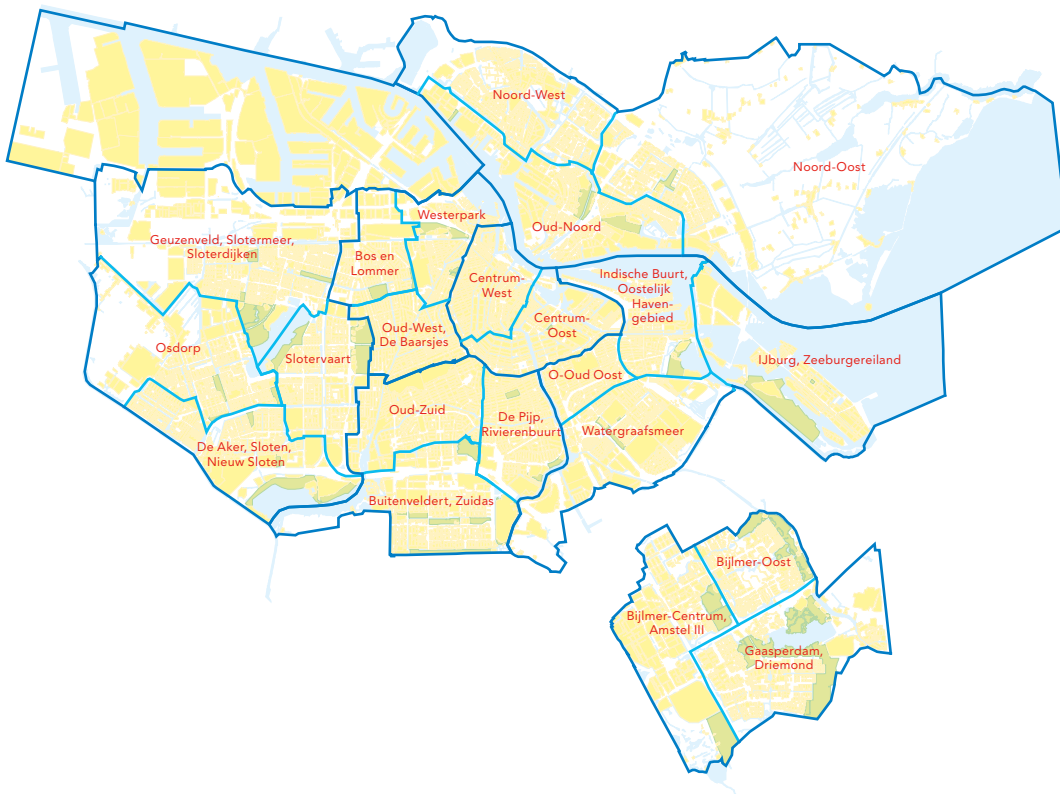 Noord-West
Noord-Oost
Westerpark
Oud-Noord
Geuzenveld, Slotermeer,
Sloterdijken
Bos en
Lommer
Centrum-
West
Indische Buurt,
Oostelijk
Haven-
gebied
Centrum-
Oost
Oud-West,
De Baarsjes
Osdorp
Slotervaart
IJburg, Zeeburgereiland
O-Oud Oost
Oud-Zuid
De Pijp,
Rivierenbuurt
Watergraafsmeer
De Aker, Sloten,
Nieuw Sloten
Buitenveldert, Zuidas
Bijlmer-Oost
Bijlmer-Centrum,
Amstel III
Gaasperdam,
Driemond